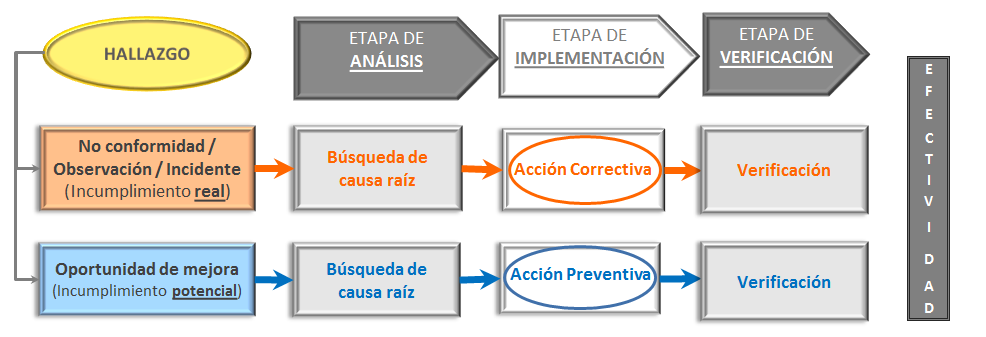 HALLAZGO
ETAPA DE
ANÁLISIS
ETAPA DE
IMPLEMENTACIÓN
ETAPA DE
VERIFICACIÓN
No conformidad /
Observación / Incidente
(Incumplimiento real)
Búsqueda de
causa raíz
Acción Correctiva
Verificación
Oportunidad de mejora
(Incumplimiento potencial)
Búsqueda de
causa raíz
Acción Preventiva
Verificación
EFECTIVIDAD